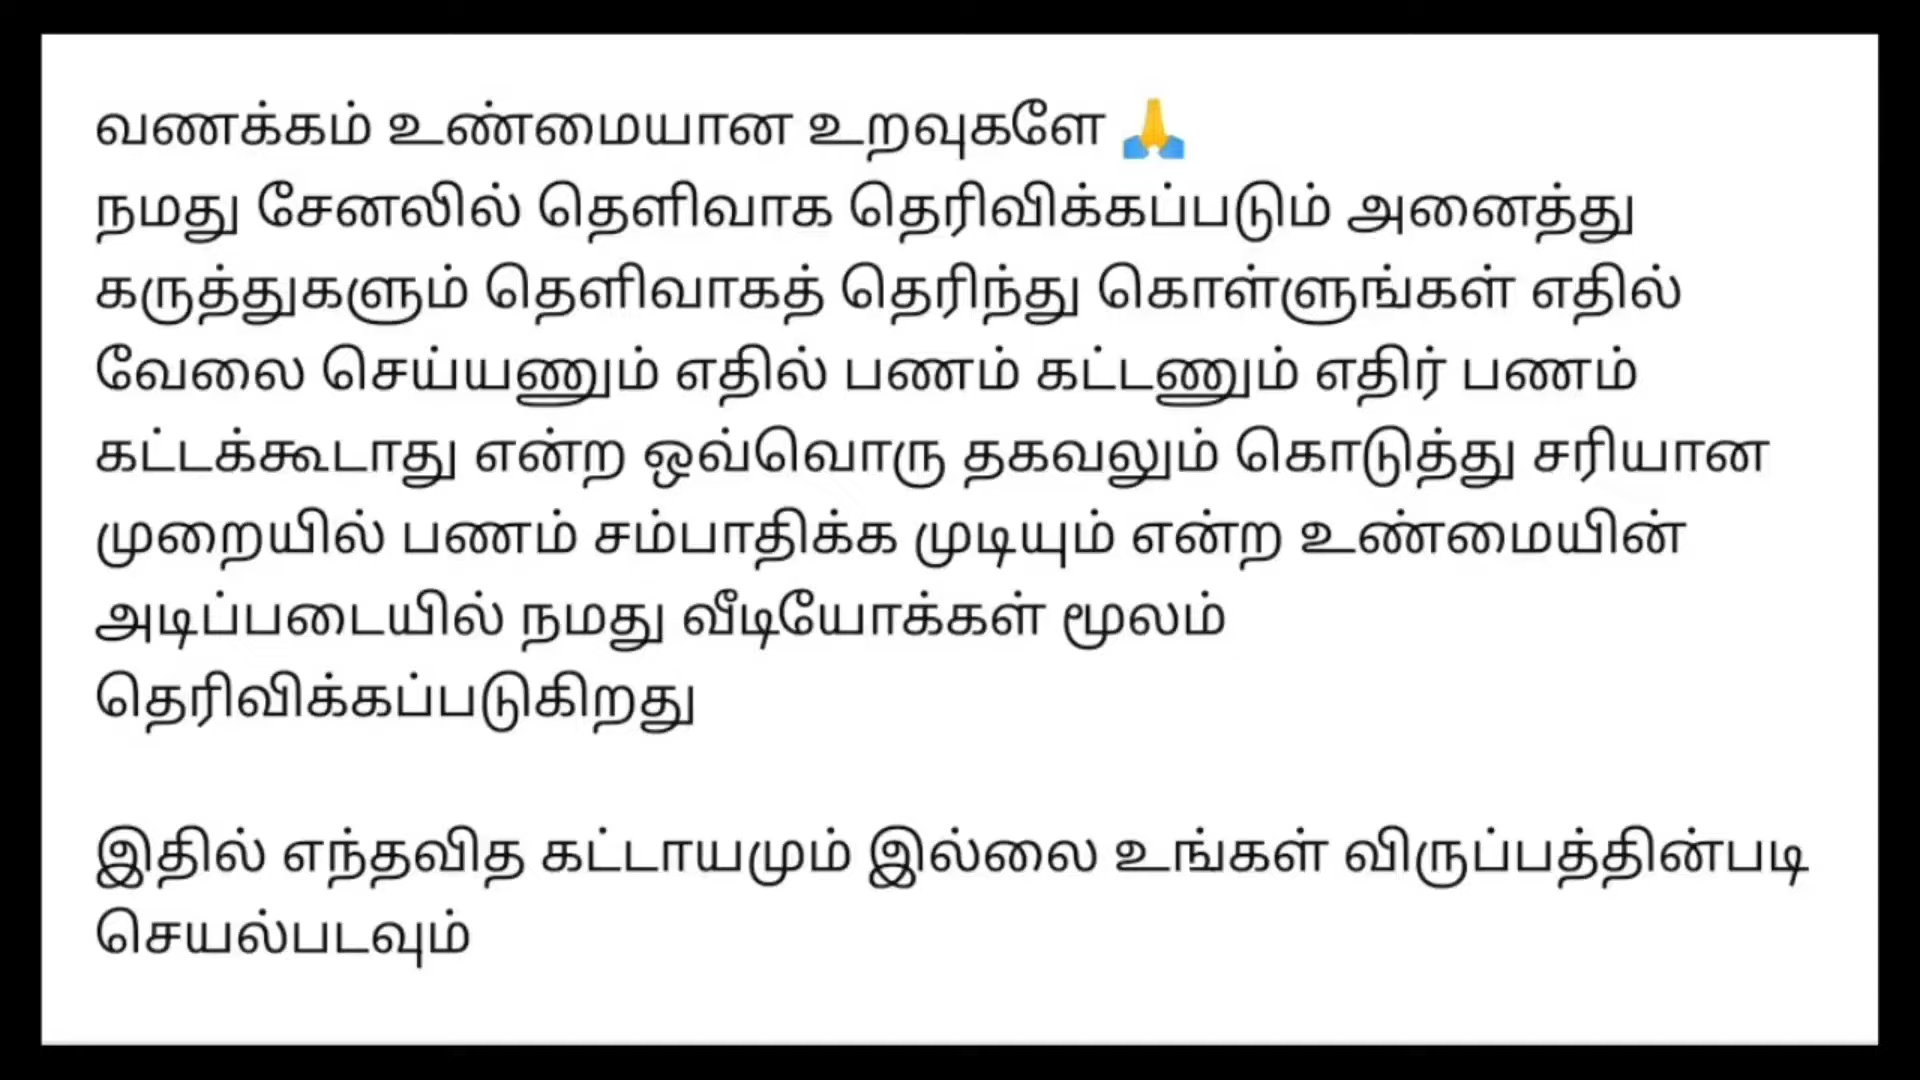 வணக்கம் உண்மையான உறவுகளே 🙏
நமது சேனலில் தெளிவாக தெரிவிக்கப்படும் அனைத்து
கருத்துகளும் தெளிவாகத் தெரிந்து கொள்ளுங்கள் எதில்
வேலை செய்யணும் எதில் பணம் கட்டணும் எதிர் பணம்
கட்டக்கூடாது என்ற ஒவ்வொரு தகவலும் கொடுத்து சரியான
முறையில் பணம் சம்பாதிக்க முடியும் என்ற உண்மையின்
அடிப்படையில் நமது வீடியோக்கள் மூலம்
தெரிவிக்கப்படுகிறது
இதில் எந்தவித கட்டாயமும் இல்லை உங்கள் விருப்பத்தின்படி
செயல்படவும்